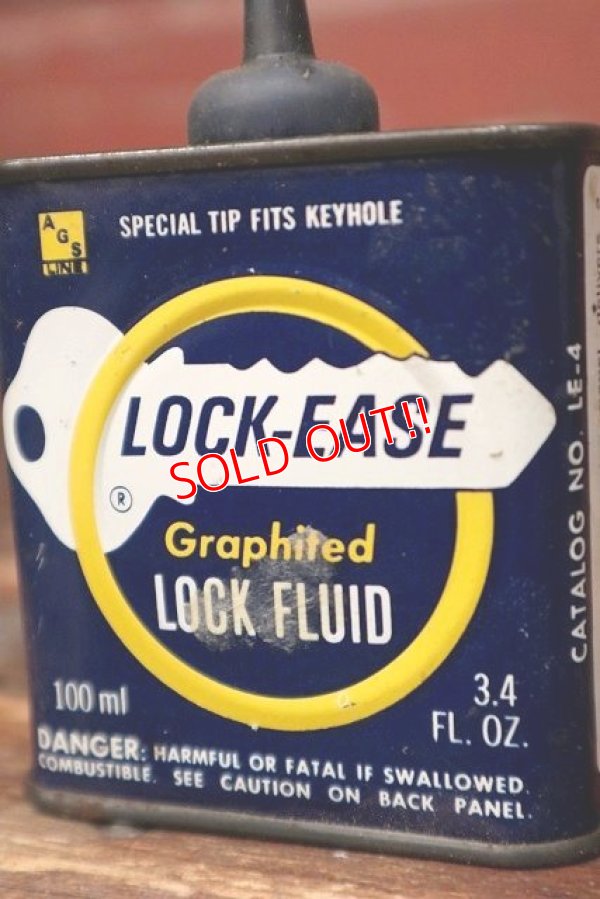 AGS
LINE
SPECIAL TIP FITS KEYHOLE
LOCK-EASE
®
SOLD OUT!!
Graphited
LOCK FLUID
100 ml
3.4
FL. OZ.
DANGER: HARMFUL OR FATAL IF SWALLOWED.
COMBUSTIBLE. SEE CAUTION ON BACK PANEL.
CATALOG NO. LE-4